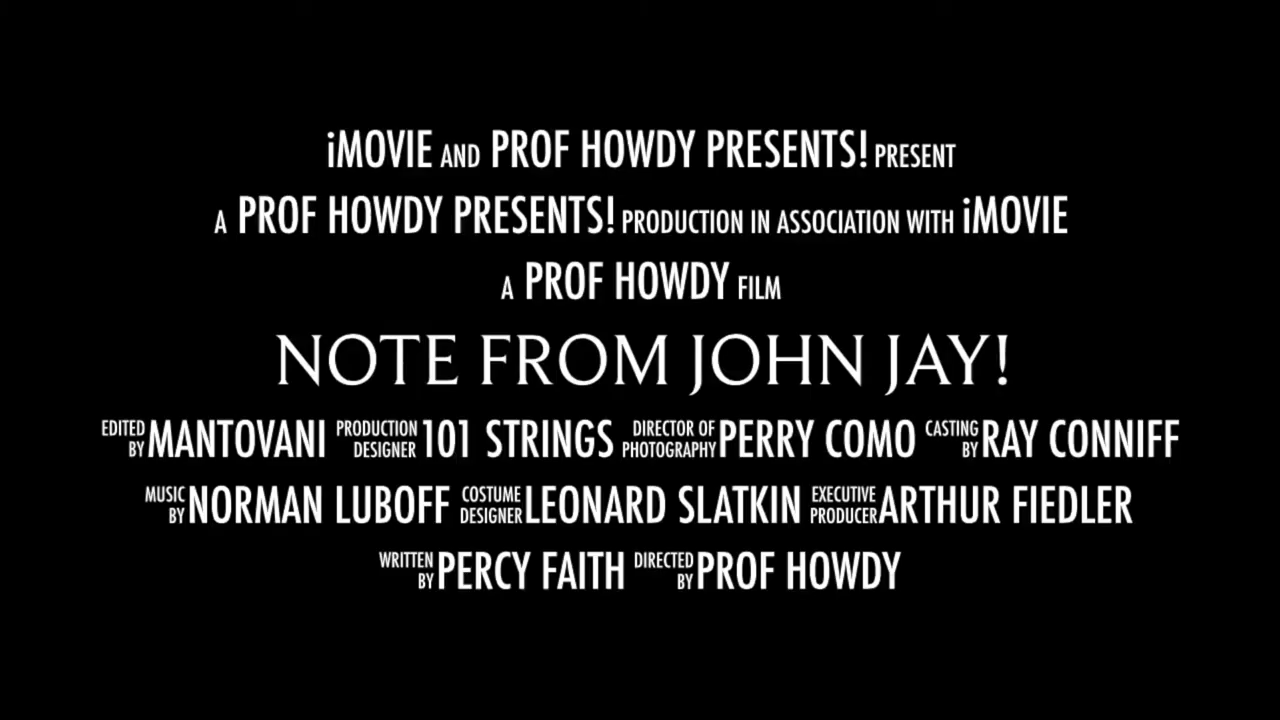 iMOVIE AND PROF HOWDY PRESENTS! PRESENT
A PROF HOWDY PRESENTS! PRODUCTION IN ASSOCIATION WITH iMOVIE
A PROF HOWDY FILM
NOTE FROM JOHN JAY!
EDITED BY MANTOVANI PRODUCTION DESIGNER 101 STRINGS DIRECTOR OF PHOTOGRAPHY PERRY COMO CASTING BY RAY CONNIFF
MUSIC BY NORMAN LUBOFF COSTUME DESIGNER LEONARD SLATKIN EXECUTIVE PRODUCER ARTHUR FIEDLER
WRITTEN BY PERCY FAITH DIRECTED BY PROF HOWDY